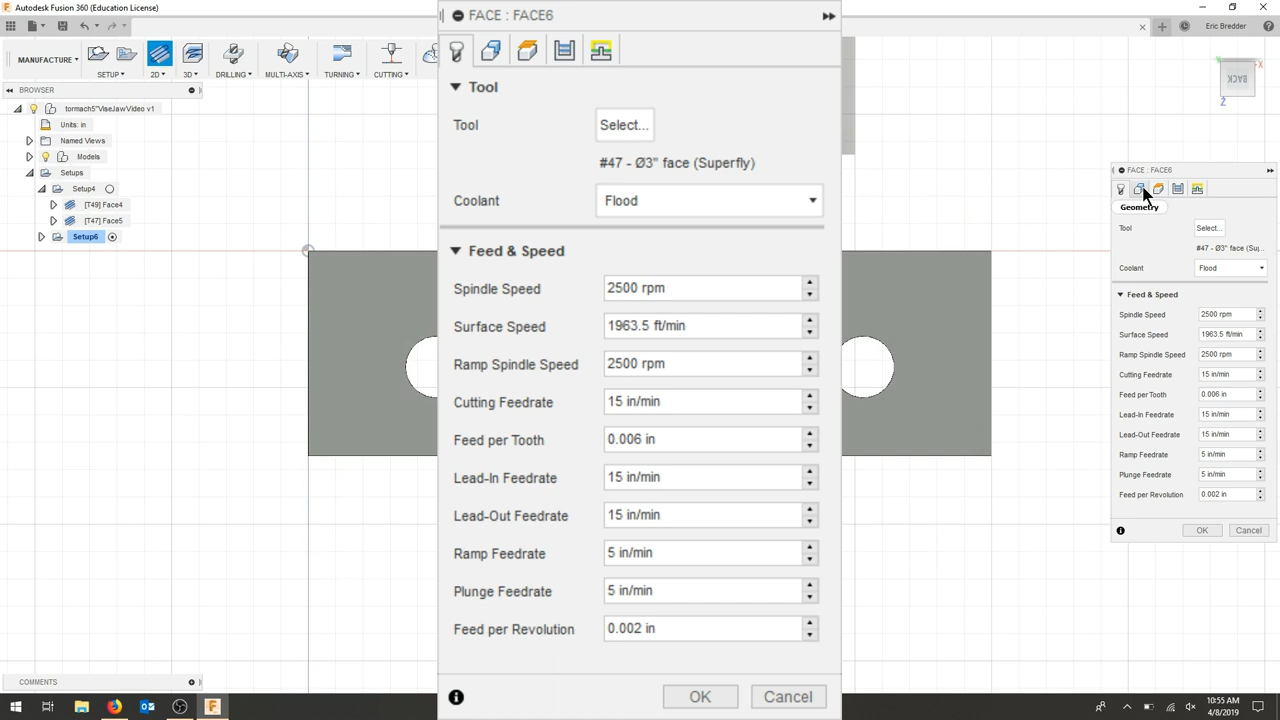 Autodesk Fusion 360 (Education License)
Eric Bredder
MANUFACTURE
SETUP
2D
3D
DRILLING
MULTI-AXIS
TURNING
CUTTING
BROWSER
tormach5"ViseJawVideo v1
Units: in
Named Views
Models
Setups
Setup4
[T49] Face4
[T47] Face5
Setup6
FACE : FACE6
Tool
Tool
Select...
#47 - Ø3" face (Superfly)
Coolant
Flood
Feed & Speed
Spindle Speed
2500 rpm
Surface Speed
1963.5 ft/min
Ramp Spindle Speed
2500 rpm
Cutting Feedrate
15 in/min
Feed per Tooth
0.006 in
Lead-In Feedrate
15 in/min
Lead-Out Feedrate
15 in/min
Ramp Feedrate
5 in/min
Plunge Feedrate
5 in/min
Feed per Revolution
0.002 in
OK
Cancel
BACK
X
Y
Z
FACE : FACE6
Geometry
Tool
Select...
#47 - Ø3" face (Sup...
Coolant
Flood
Feed & Speed
Spindle Speed
2500 rpm
Surface Speed
1963.5 ft/min
Ramp Spindle Speed
2500 rpm
Cutting Feedrate
15 in/min
Feed per Tooth
0.006 in
Lead-In Feedrate
15 in/min
Lead-Out Feedrate
15 in/min
Ramp Feedrate
5 in/min
Plunge Feedrate
5 in/min
Feed per Revolution
0.002 in
OK
Cancel
COMMENTS
10:55 AM
4/8/2019